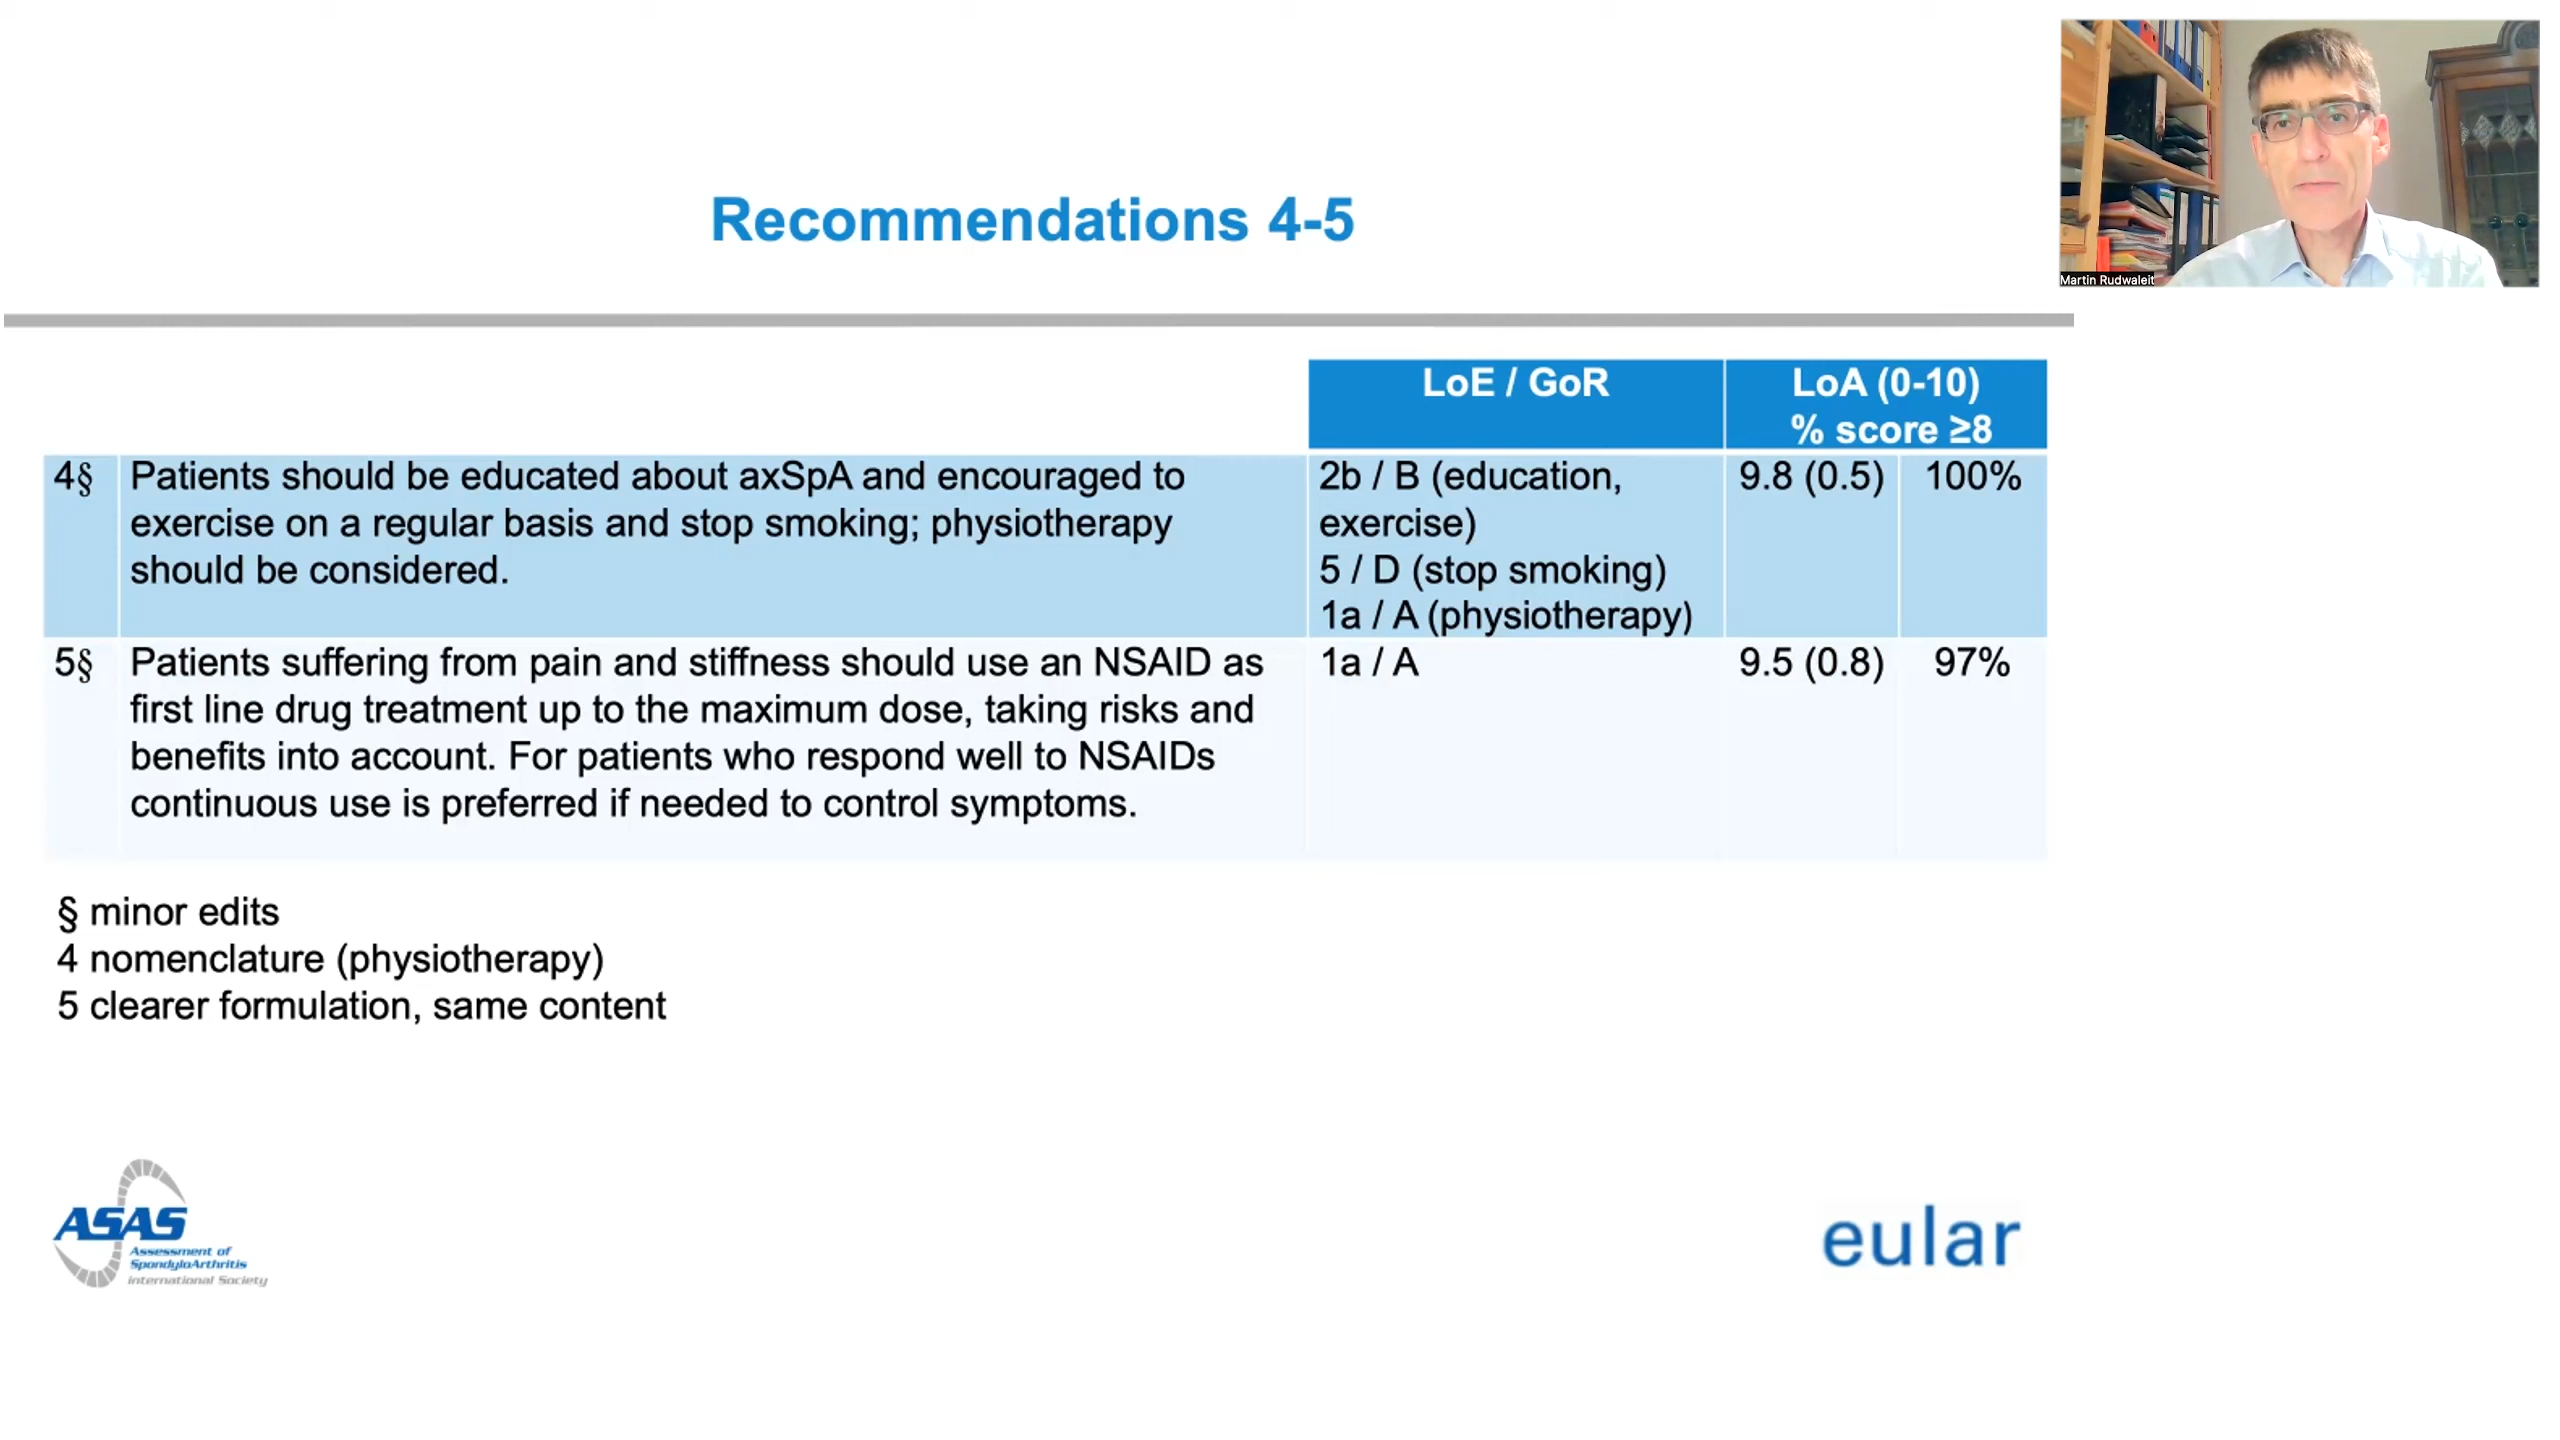 Recommendations 4-5
Martin Rudwaleit
LoE / GoR
LoA (0-10)
% score ≥8
4§
Patients should be educated about axSpA and encouraged to
exercise on a regular basis and stop smoking; physiotherapy
should be considered.
2b / B (education,
exercise)
5 / D (stop smoking)
1a / A (physiotherapy)
9.8 (0.5)
100%
5§
Patients suffering from pain and stiffness should use an NSAID as
first line drug treatment up to the maximum dose, taking risks and
benefits into account. For patients who respond well to NSAIDs
continuous use is preferred if needed to control symptoms.
1a / A
9.5 (0.8)
97%
§ minor edits
4 nomenclature (physiotherapy)
5 clearer formulation, same content
ASAS
Assessment of
SpondyloArthritis
international Society
eular